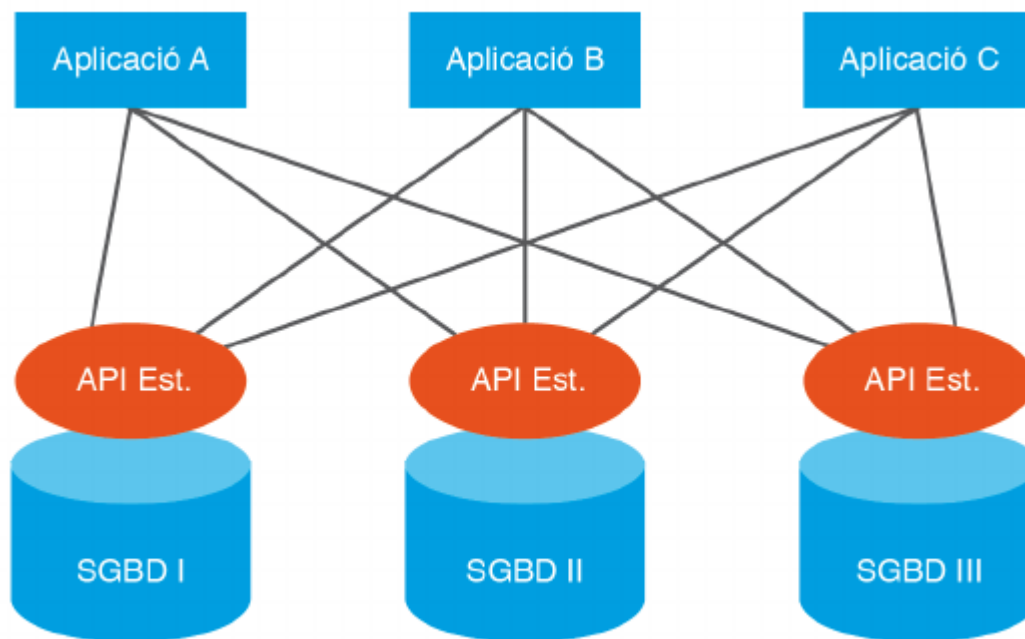 Aplicació A
Aplicació B
Aplicació C
API Est.
API Est.
API Est.
SGBD I
SGBD II
SGBD III